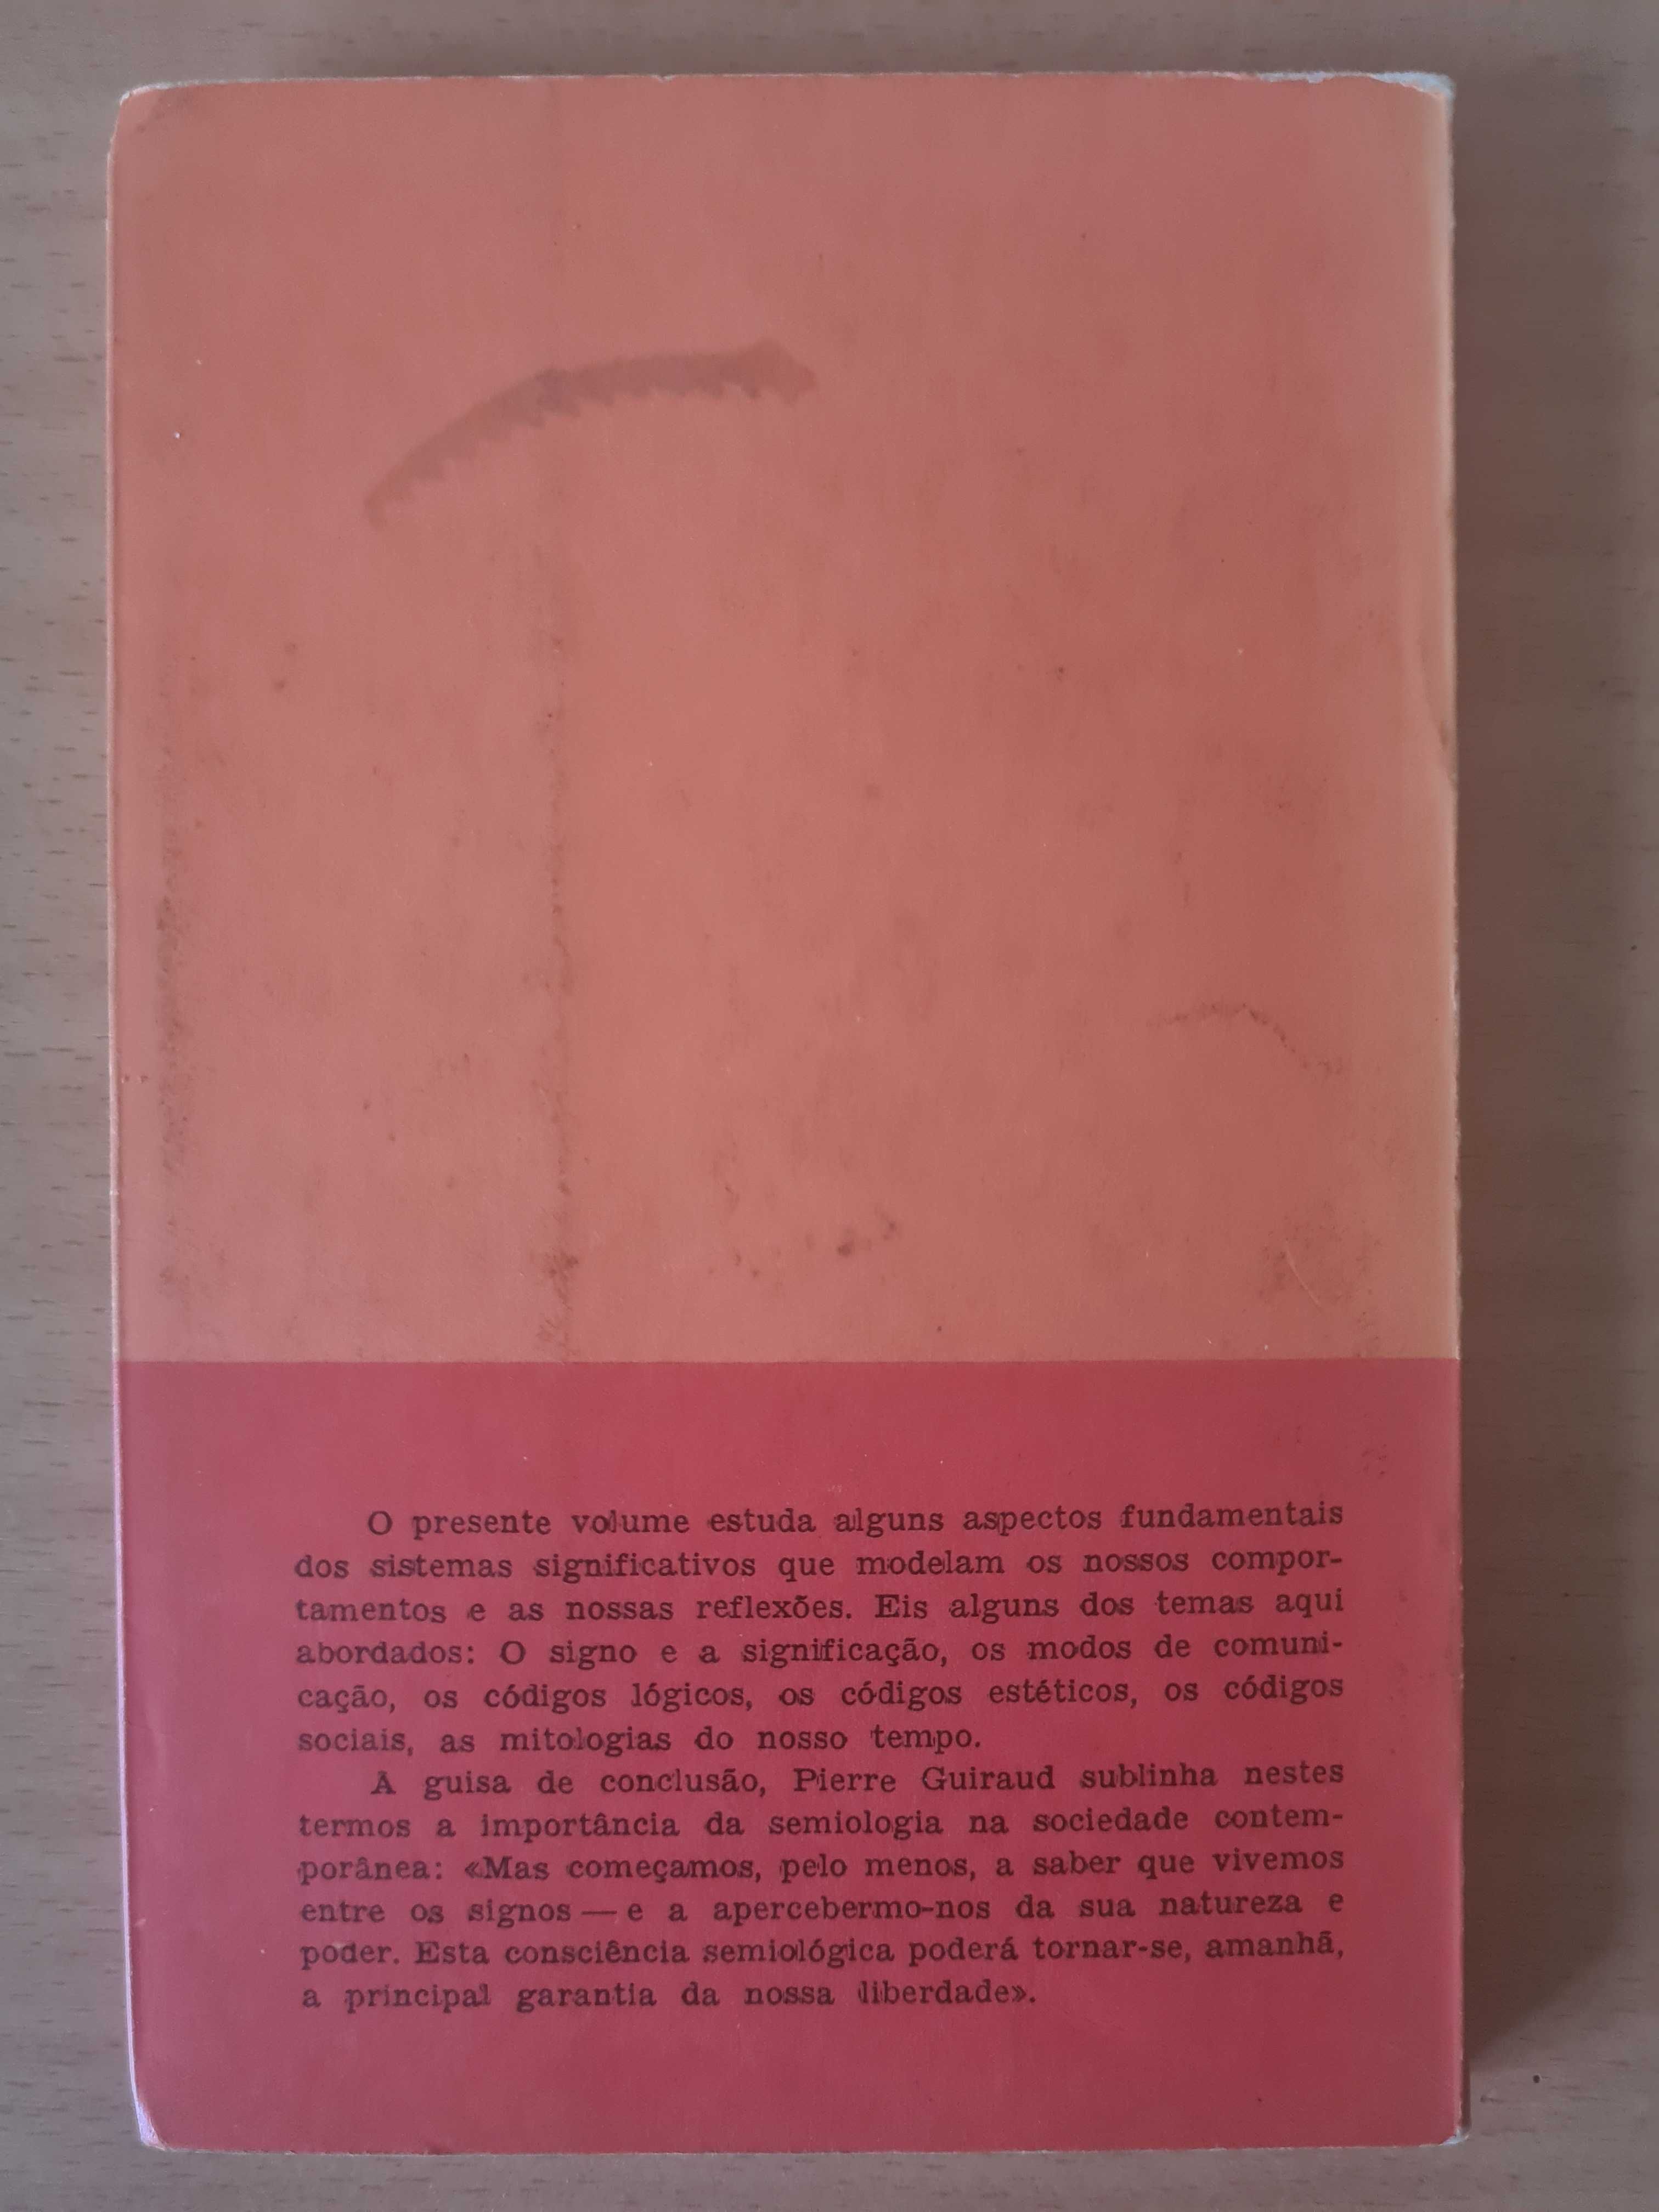 O presente volume estuda alguns aspectos fundamentais
dos sistemas significativos que modelam os nossos compor-
tamentos e as nossas reflexões. Eis alguns dos temas aqui
abordados: O signo e a significação, os modos de comuni-
cação, os códigos lógicos, os códigos estéticos, os códigos
sociais, as mitologias do nosso tempo.
À guisa de conclusão, Pierre Guiraud sublinha nestes
termos a importância da semiologia na sociedade contem-
porânea: «Mas começamos, pelo menos, a saber que vivemos
entre os signos — e a apercebermo-nos da sua natureza e
poder. Esta consciência semiológica poderá tornar-se, amanhã,
a principal garantia da nossa liberdade».